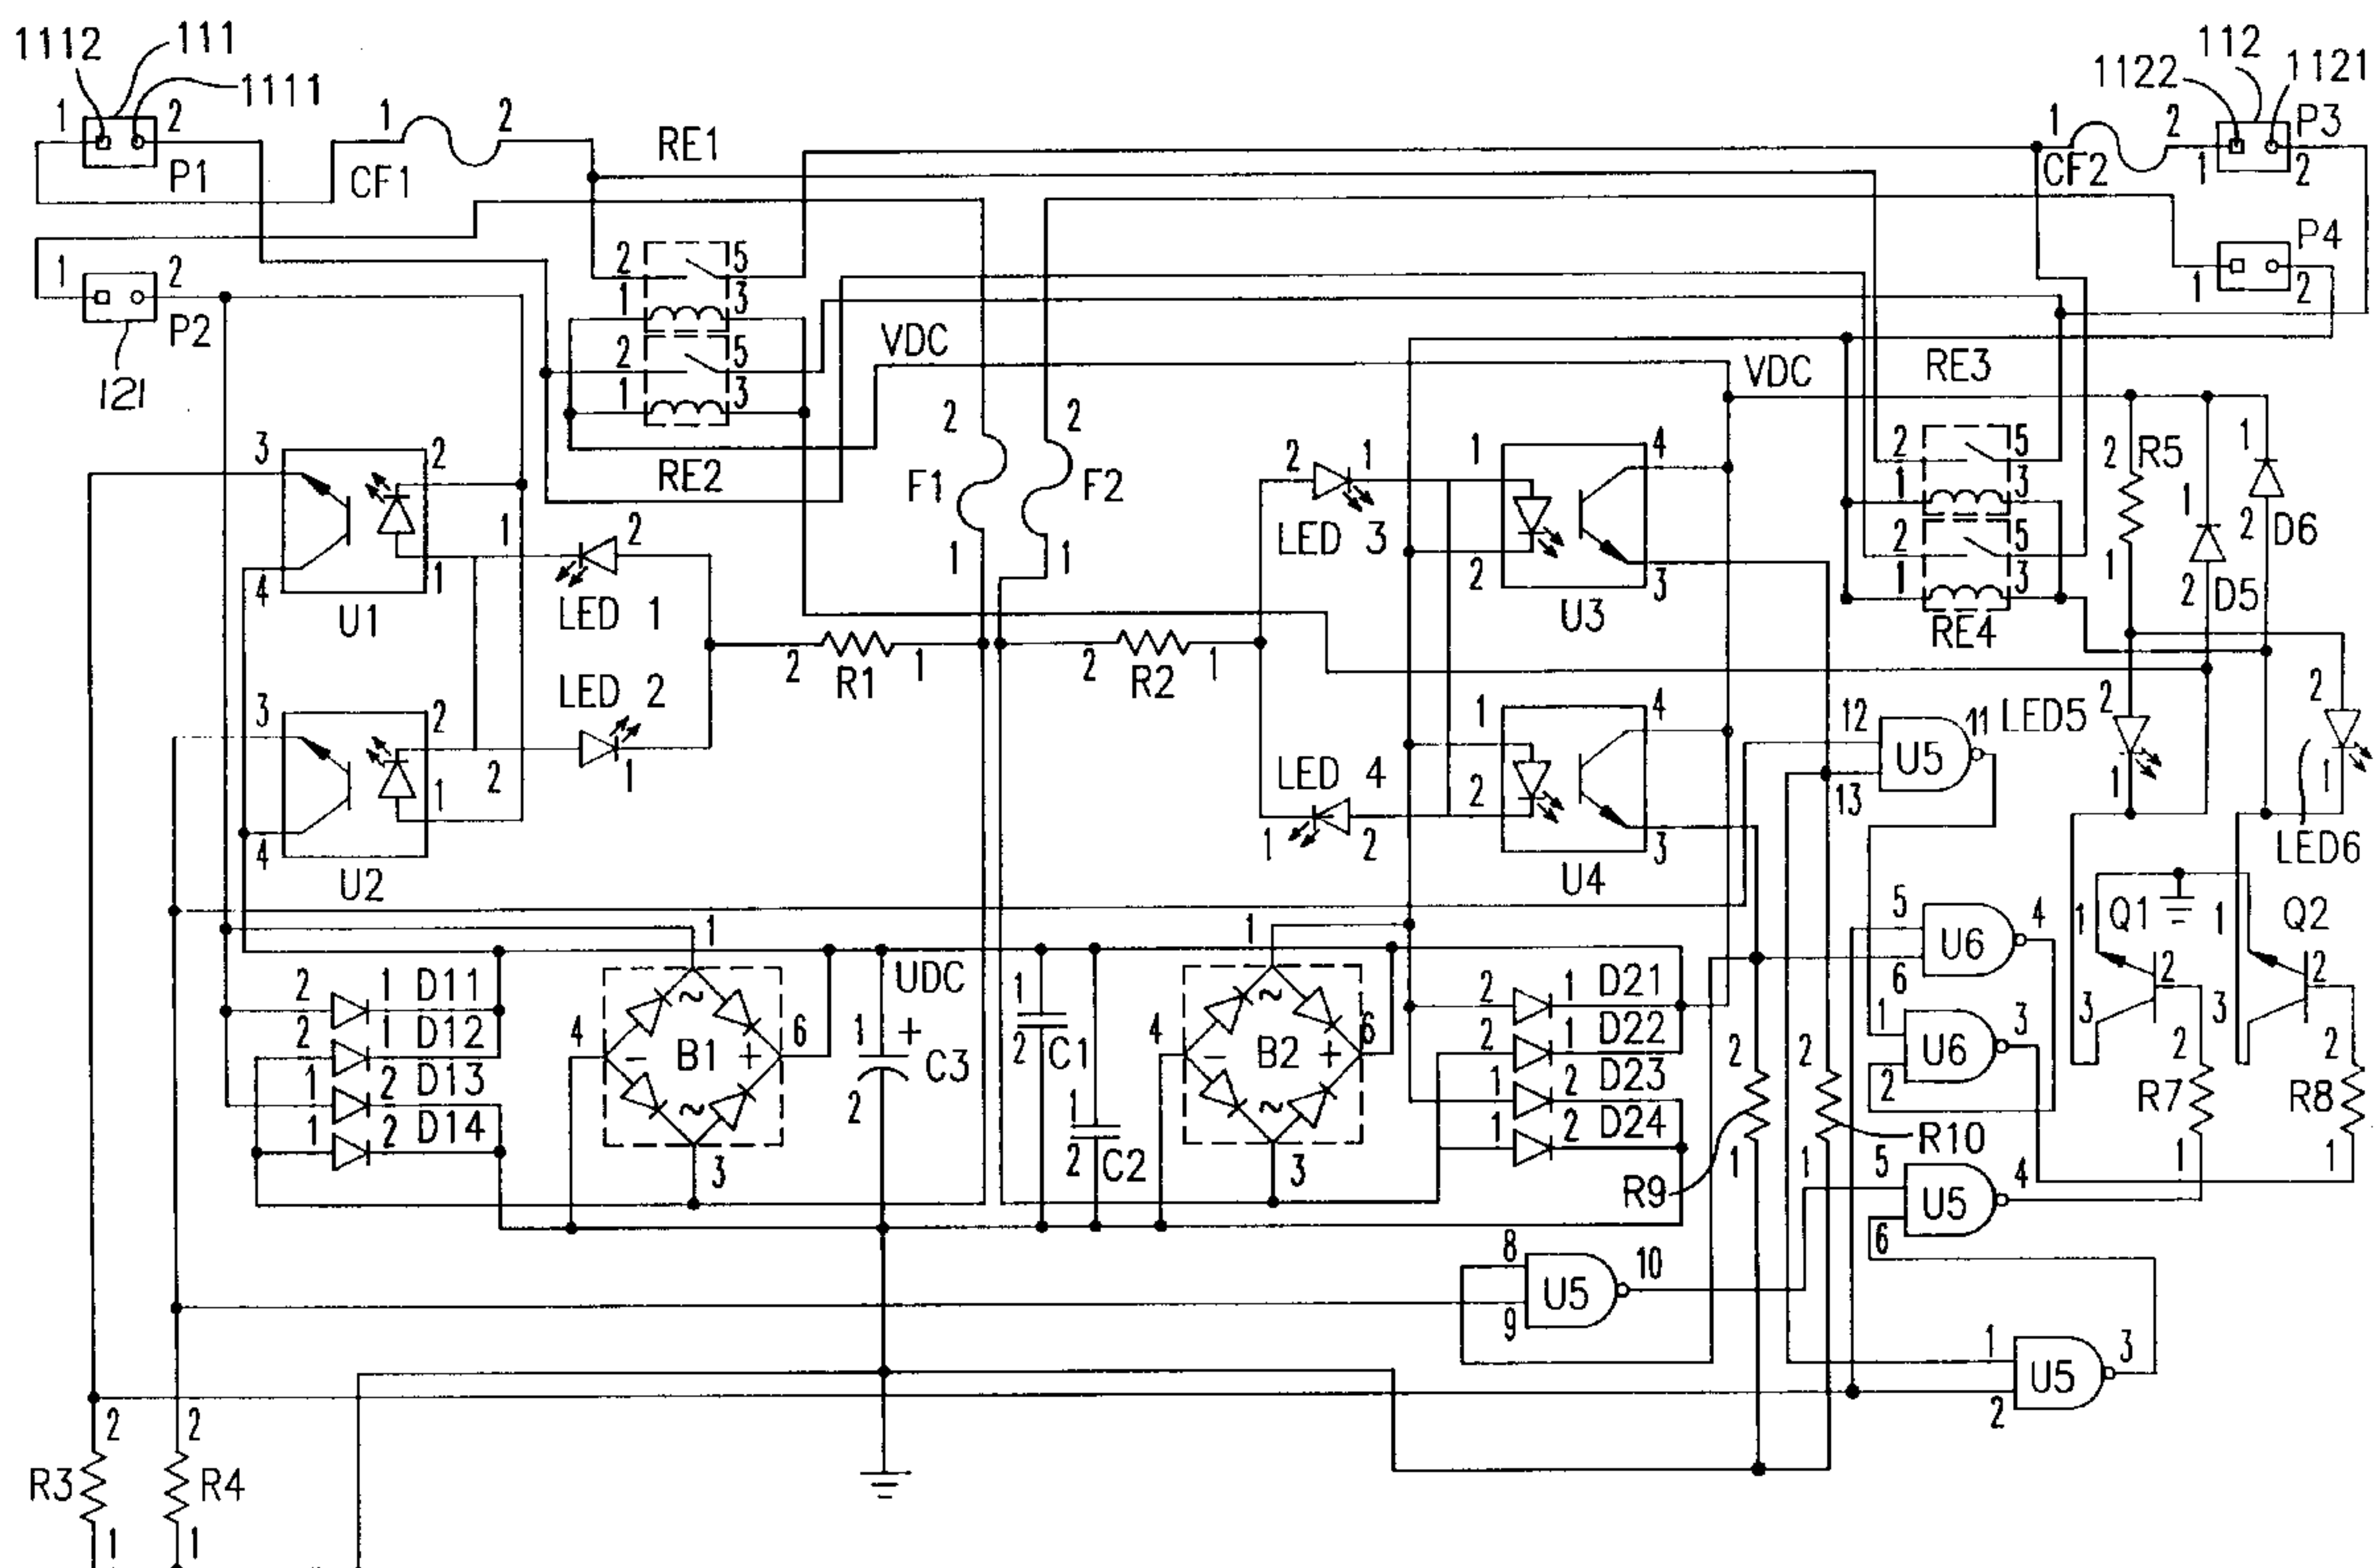 1112 111 1111
112 1122 1121
1 2 1 2 RE1 1 2 P3
P1 CF1 CF2 1 2
1 2 P2 121
2 5 1 3
2 5 1 3
RE2
VDC
VDC
P4 1 2
RE3
2 5 1 3
2 5 1 3
RE4
3 2 1 4 U1
1 2 LED 1
2 F1 1
2 F2 1
2 1 LED 3
1 4 2 3 U3
2 R5 1
1 2 D5
1 2 D6
2 R1 1
2 R2 1
3 2 1 4 U2
LED 2 2 1
LED 4 1 2
1 4 2 3 U4
12 11 13 U5
LED5 2 1
2 1 LED6
5 4 6 U6
1 3 2 U6
1 Q1 2 3
1 Q2 2 3
2 1 D11
2 1 D12
1 2 D13
1 2 D14
1 4 B1 6 3
~ - + ~
UDC
1 + C3 2
1 2 C1
1 2 C2
1 4 B2 6 3
~ - + ~
2 1 D21
2 1 D22
1 2 D23
1 2 D24
2 R9 1
2 R10 1
2 R7 1
2 R8 1
5 4 6 U5
8 10 9 U5
1 3 2 U5
2 R3 1
2 R4 1